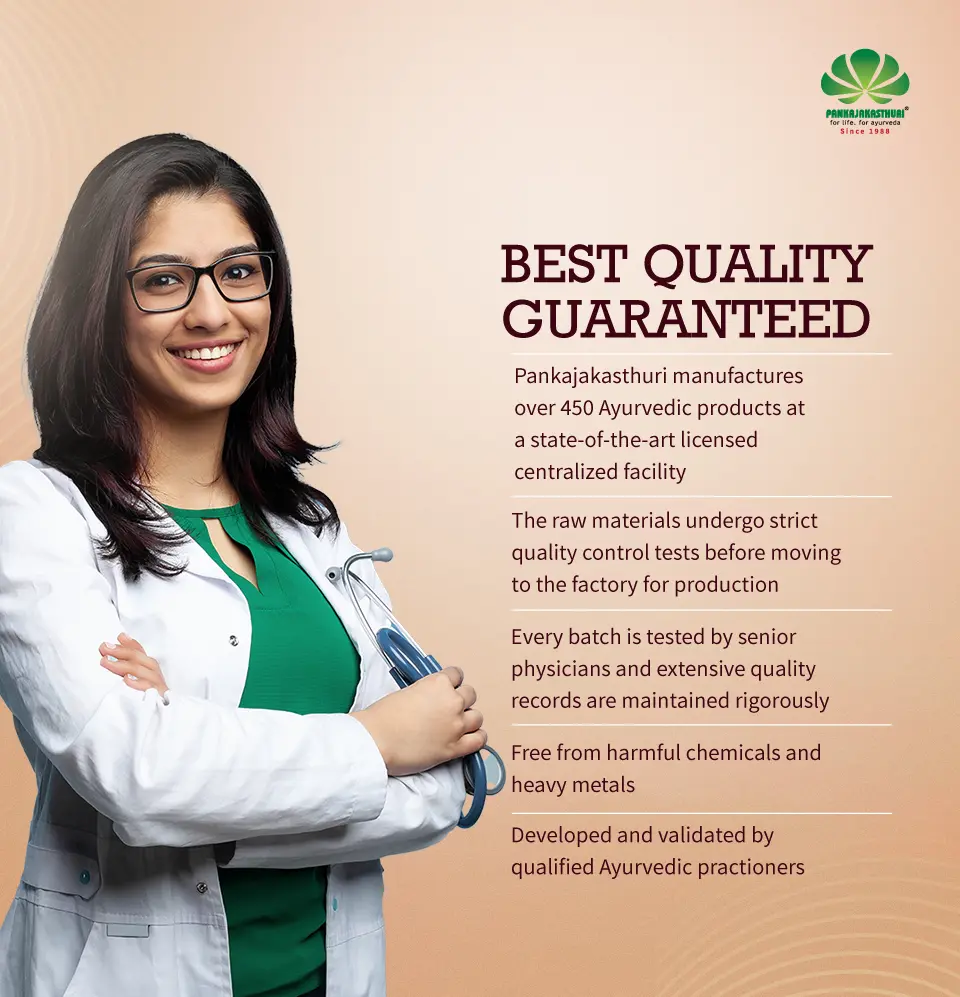 PANKAJAKASTHURI®
for life. for ayurveda
Since 1988
BEST QUALITY
GUARANTEED
Pankajakasthuri manufactures
over 450 Ayurvedic products at
a state-of-the-art licensed
centralized facility
The raw materials undergo strict
quality control tests before moving
to the factory for production
Every batch is tested by senior
physicians and extensive quality
records are maintained rigorously
Free from harmful chemicals and
heavy metals
Developed and validated by
qualified Ayurvedic practioners